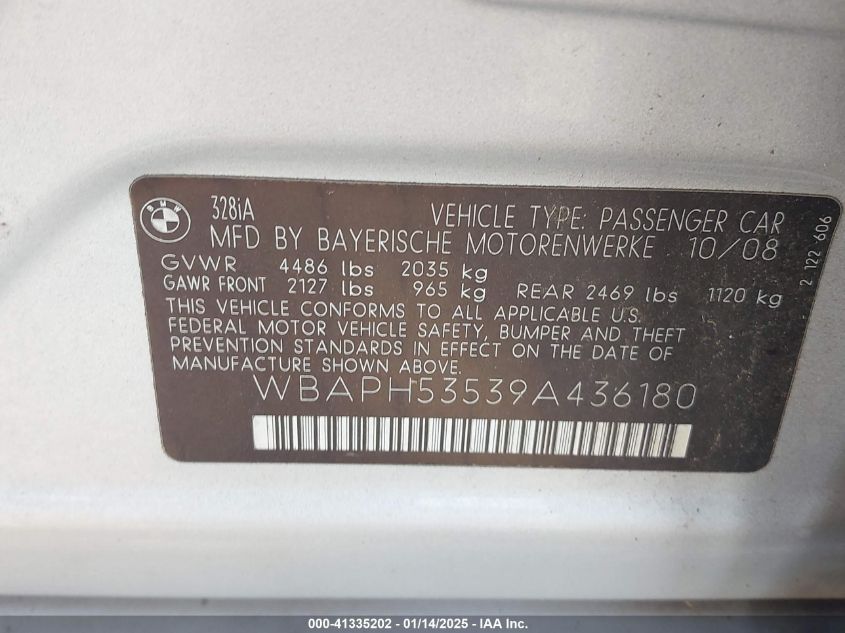 BMW
328iA
VEHICLE TYPE: PASSENGER CAR
MFD BY BAYERISCHE MOTORENWERKE 10/08
GVWR 4486 lbs 2035 kg
GAWR FRONT 2127 lbs 965 kg REAR 2469 lbs 1120 kg
THIS VEHICLE CONFORMS TO ALL APPLICABLE U.S.
FEDERAL MOTOR VEHICLE SAFETY, BUMPER AND THEFT
PREVENTION STANDARDS IN EFFECT ON THE DATE OF
MANUFACTURE SHOWN ABOVE.
WBAPH53539A436180
2 122 606
000-41335202 - 01/14/2025 - IAA Inc.